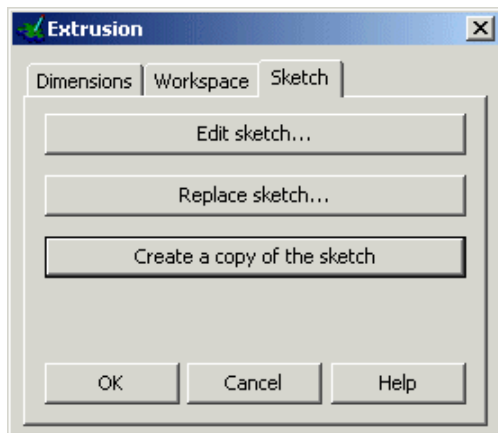 Extrusion
Dimensions Workspace Sketch
Edit sketch...
Replace sketch...
Create a copy of the sketch
OK Cancel Help